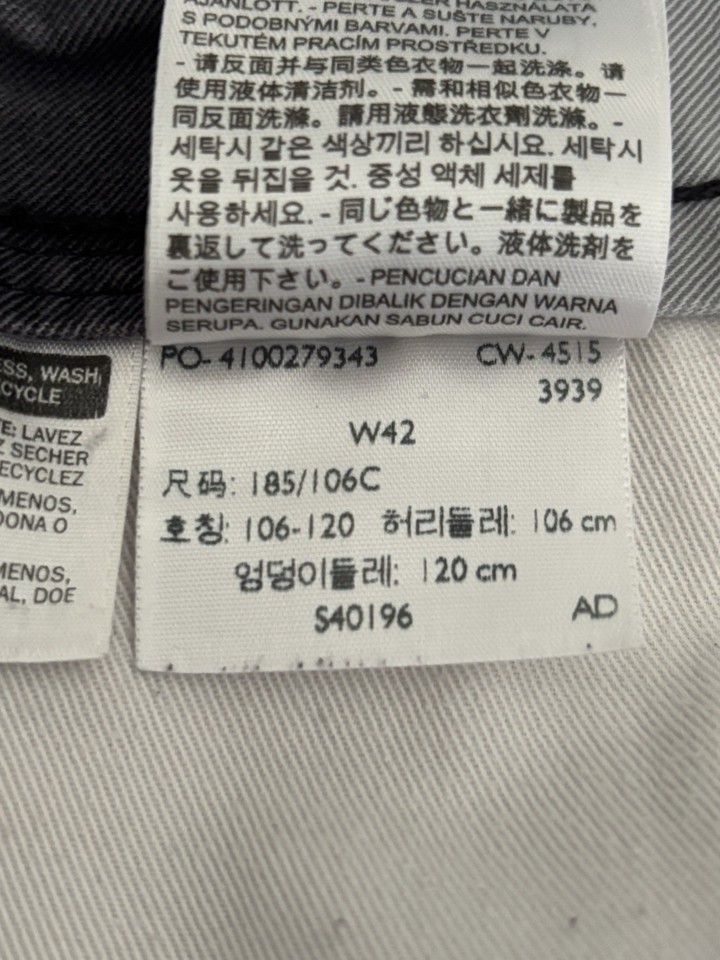 AJÁNLOTT. - PERTE A SUŠTE NARUBY,
S PODOBNÝMI BARVAMI. PERTE V
TEKUTÉM PRACÍM PROSTŘEDKU.
- 请反面并与同类色衣物一起洗涤。请
使用液体清洁剂。- 需和相似色衣物一
同反面洗滌。請用液態洗衣劑洗滌。-
세탁시 같은 색상끼리 하십시요. 세탁시
옷을 뒤집을 것. 중성 액체 세제를
사용하세요. - 同じ色物と一緒に製品を
裏返して洗ってください。液体洗剤を
ご使用下さい。- PENCUCIAN DAN
PENGERINGAN DIBALIK DENGAN WARNA
SERUPA. GUNAKAN SABUN CUCI CAIR.
PO- 4100279343 CW- 4515
3939
W42
尺码: 185/106C
호칭: 106-120 허리둘레: 106 cm
엉덩이둘레: 120 cm
S40196 AD
ESS, WASH,
CYCLE
E: LAVEZ
Z SECHER
ECYCLEZ
MENOS,
DONA O
MENOS,
AL, DOE